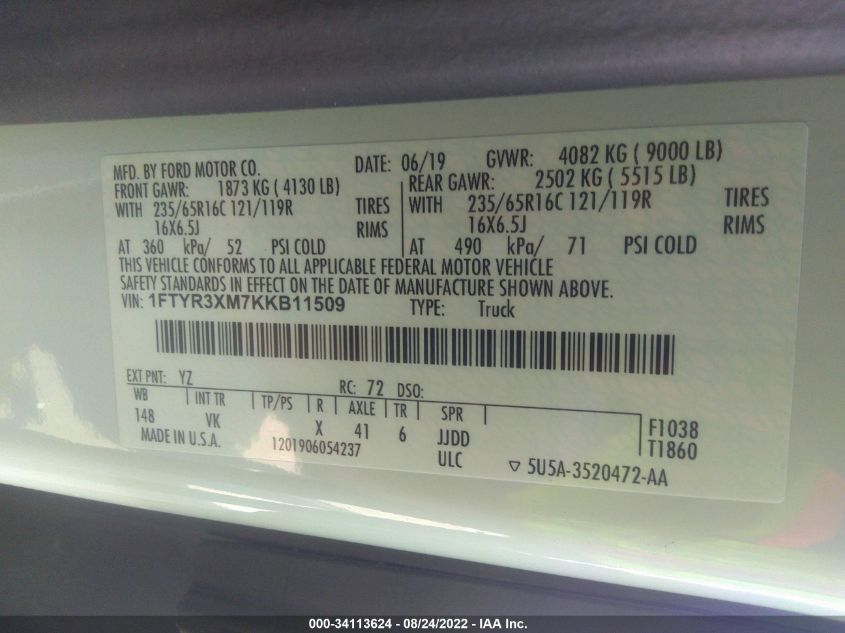 MFD. BY FORD MOTOR CO. DATE: 06/19 GVWR: 4082 KG ( 9000 LB)
FRONT GAWR: 1873 KG ( 4130 LB) REAR GAWR: 2502 KG ( 5515 LB)
WITH 235/65R16C 121/119R TIRES WITH 235/65R16C 121/119R TIRES
16X6.5J RIMS 16X6.5J RIMS
AT 360 kPa/ 52 PSI COLD AT 490 kPa/ 71 PSI COLD
THIS VEHICLE CONFORMS TO ALL APPLICABLE FEDERAL MOTOR VEHICLE
SAFETY STANDARDS IN EFFECT ON THE DATE OF MANUFACTURE SHOWN ABOVE.
VIN: 1FTYR3XM7KKB11509 TYPE: Truck
EXT PNT: YZ RC: 72 DSO:
WB INT TR TP/PS R AXLE TR SPR
148 VK X 41 6 JJDD F1038
MADE IN U.S.A. 1201906054237 ULC T1860
5U5A-3520472-AA
000-34113624 - 08/24/2022 - IAA Inc.